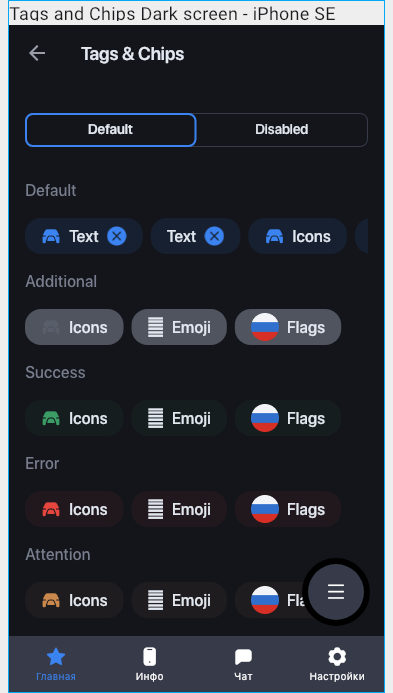 Tags and Chips Dark screen - iPhone SE
Tags & Chips
Default Disabled
Default
Text Text Icons
Additional
Icons Emoji Flags
Success
Icons Emoji Flags
Error
Icons Emoji Flags
Attention
Icons Emoji Fla
Главная Инфо Чат Настройки